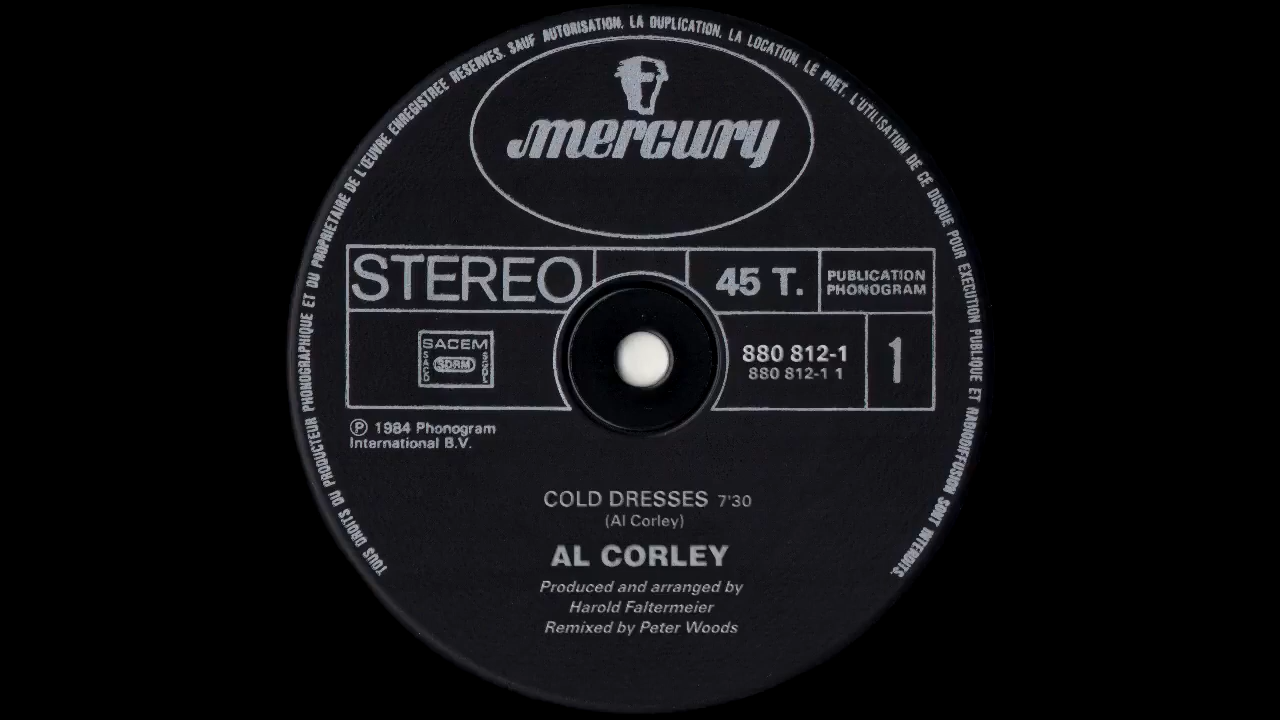 TOUS DROITS DU PRODUCTEUR PHONOGRAPHIQUE ET DU PROPRIETAIRE DE L'ŒUVRE ENREGISTREE RESERVES. SAUF AUTORISATION, LA DUPLICATION, LA LOCATION, LE PRET, L'UTILISATION DE CE DISQUE POUR EXECUTION PUBLIQUE ET RADIODIFFUSION SONT INTERDITS.
mercury
STEREO
45 T.
PUBLICATION
PHONOGRAM
SACEM
SACD
SDRM
SGDL
880 812-1
880 812-1 1
1
Ⓟ 1984 Phonogram
International B.V.
COLD DRESSES 7'30
(Al Corley)
AL CORLEY
Produced and arranged by
Harold Faltermeier
Remixed by Peter Woods